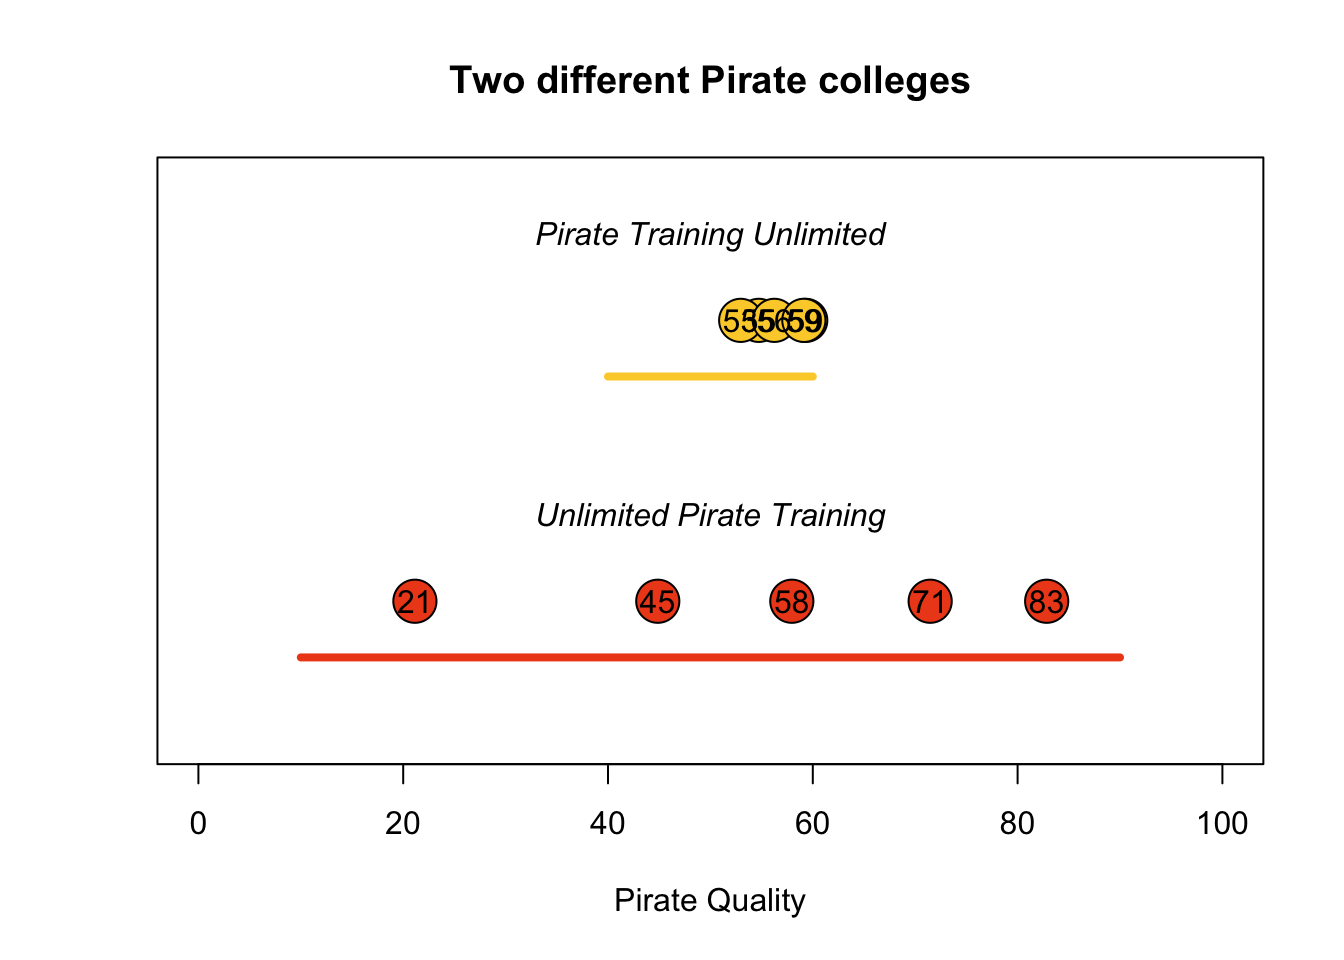 Two different Pirate colleges
Pirate Training Unlimited
59
Unlimited Pirate Training
21 45 58 71 83
0 20 40 60 80 100
Pirate Quality